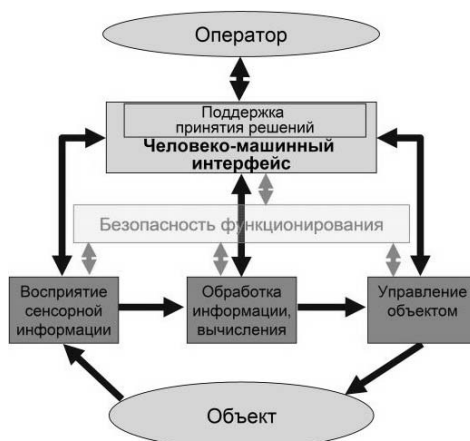 Оператор
Поддержка
принятия решений
Человеко-машинный
интерфейс
Безопасность функционирования
Восприятие
сенсорной
информации
Обработка
информации,
вычисления
Управление
объектом
Объект